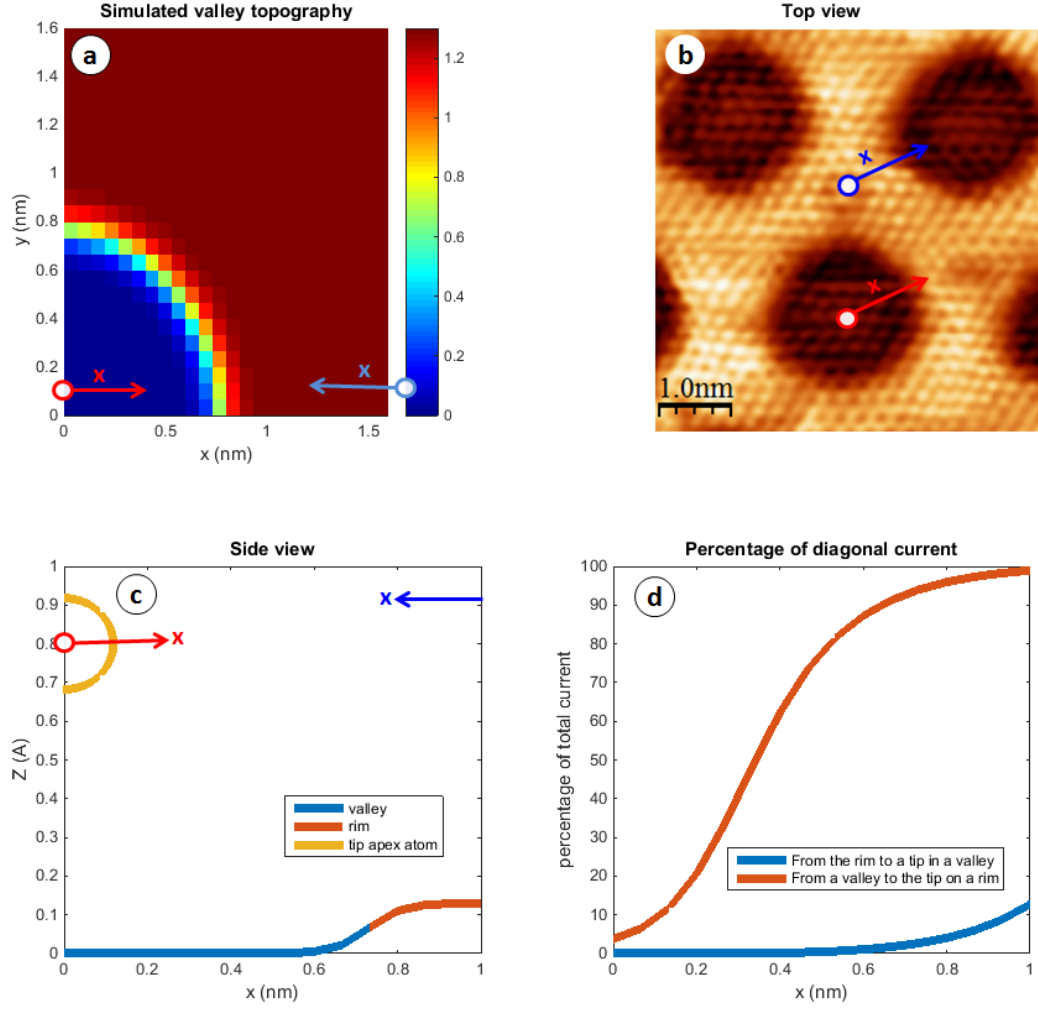 Simulated valley topography
a
1.6
1.4
1.2
1
0.8
0.6
0.4
0.2
0
y (nm)
0
0.5
1
1.5
x (nm)
x
x
1.2
1
0.8
0.6
0.4
0.2
0
Top view
b
x
x
1.0nm
Side view
c
1
0.9
0.8
0.7
0.6
0.5
0.4
0.3
0.2
0.1
0
Z (A)
x
x
valley
rim
tip apex atom
0
0.2
0.4
0.6
0.8
1
x (nm)
Percentage of diagonal current
d
100
90
80
70
60
50
40
30
20
10
0
percentage of total current
From the rim to a tip in a valley
From a valley to the tip on a rim
0
0.2
0.4
0.6
0.8
1
x (nm)